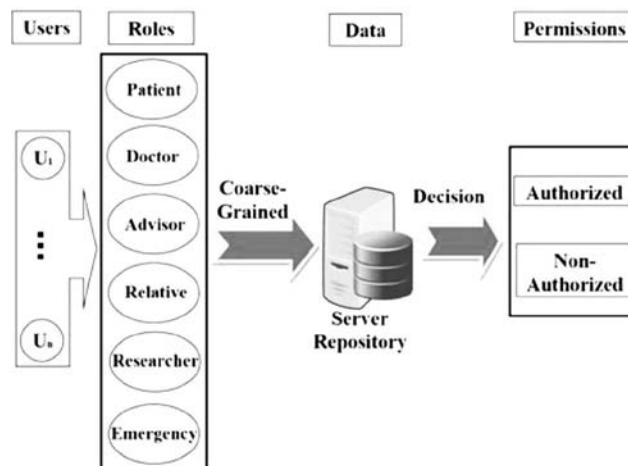 Users
Roles
Data
Permissions
U1
...
Un
Patient
Doctor
Advisor
Relative
Researcher
Emergency
Coarse-
Grained
Server
Repository
Decision
Authorized
Non-
Authorized